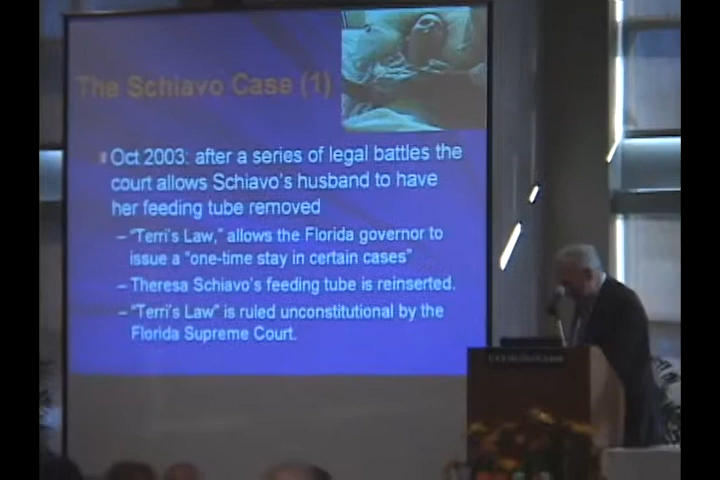 The Schiavo Case (1)
Oct 2003: after a series of legal battles the
court allows Schiavo's husband to have
her feeding tube removed
– "Terri's Law," allows the Florida governor to
issue a "one-time stay in certain cases"
– Theresa Schiavo's feeding tube is reinserted.
– "Terri's Law" is ruled unconstitutional by the
Florida Supreme Court.